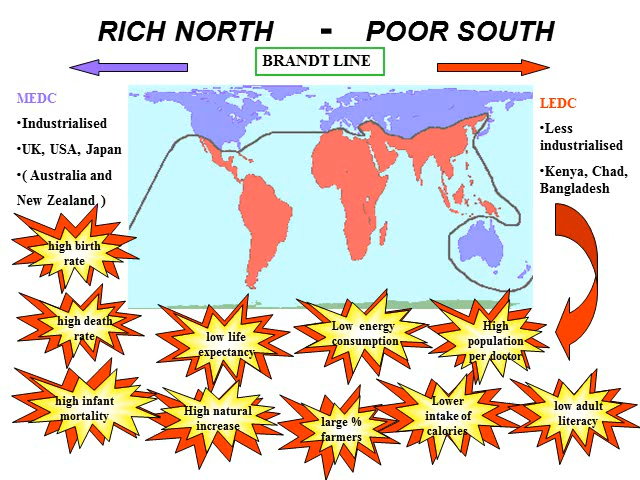 RICH NORTH - POOR SOUTH
BRANDT LINE
MEDC
•Industrialised
•UK, USA, Japan
•( Australia and
New Zealand )
LEDC
•Less
industrialised
•Kenya, Chad,
Bangladesh
high birth
rate
high death
rate
low life
expectancy
Low energy
consumption
High
population
per doctor
high infant
mortality
High natural
increase
large %
farmers
Lower
intake of
calories
low adult
literacy